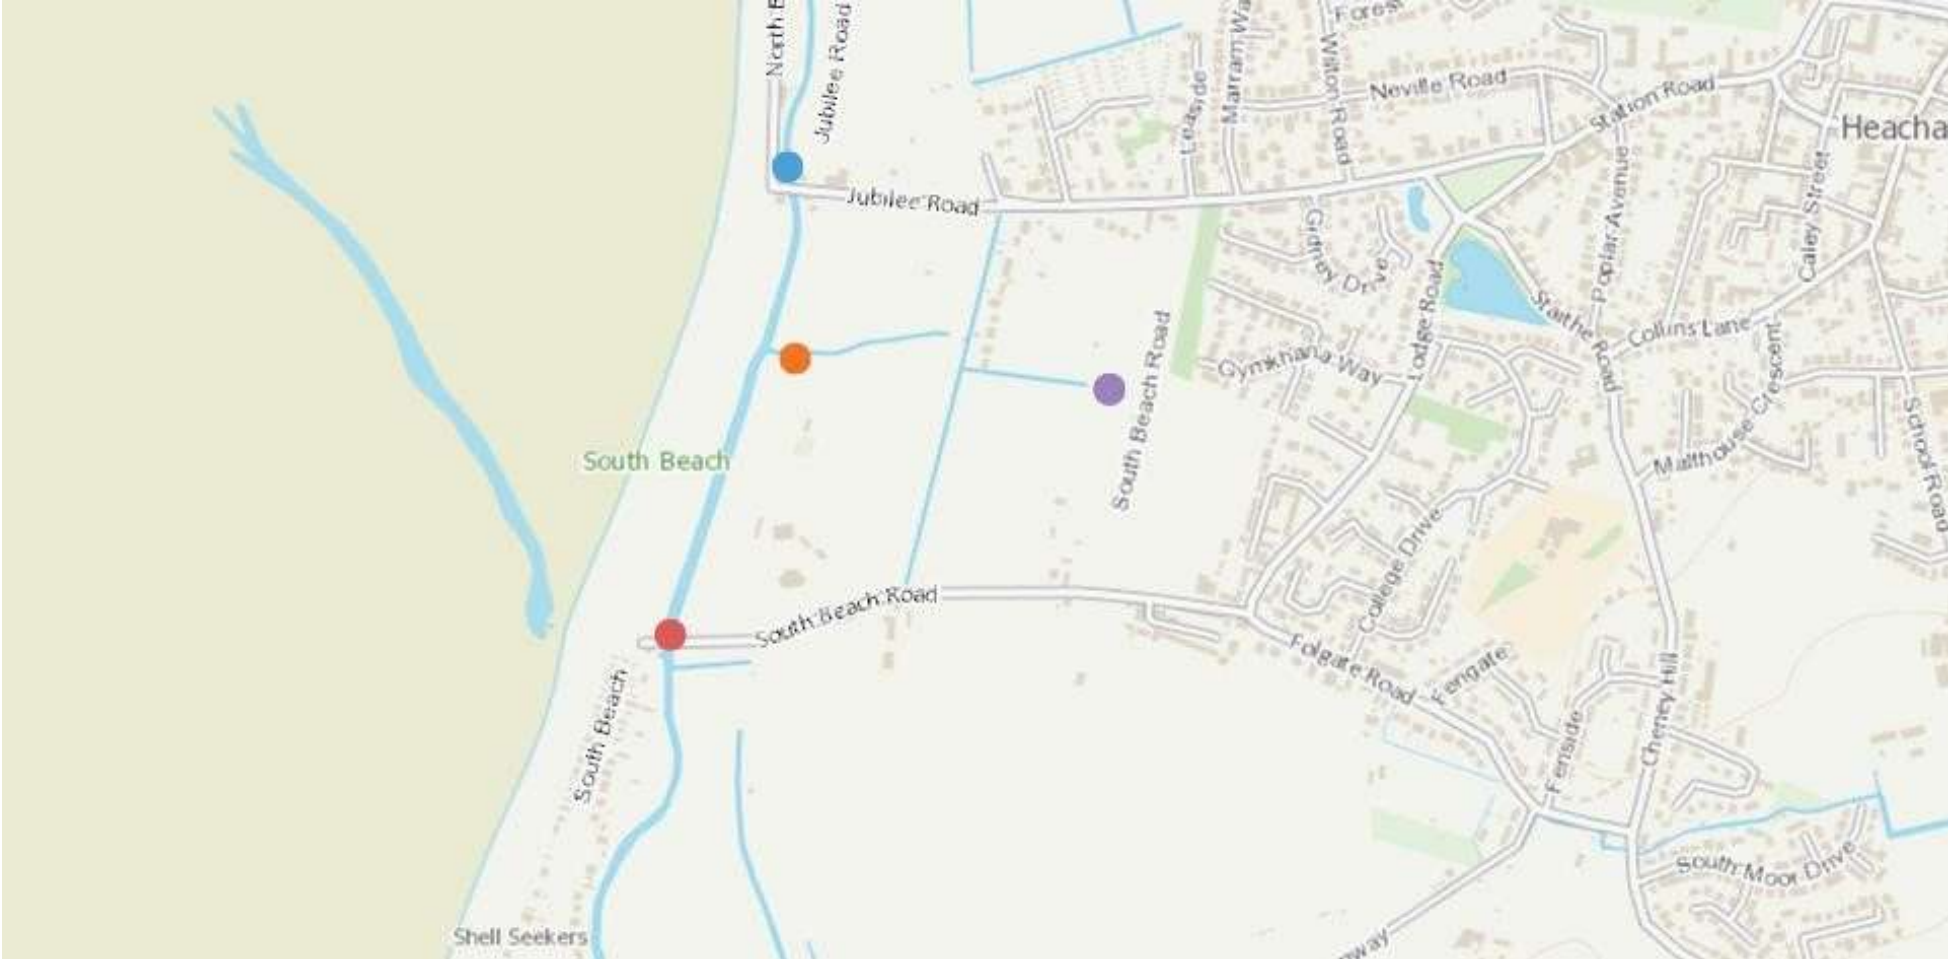 North B
Jubilee Road
Forest
Marram Wa
Wilton Road
Leaside
Neville Road
Station Road
Heacha
Jubilee Road
Poplar Avenue
Caley Street
Gidney Drive
Lodge Road
Staithe Road
Collins Lane
South Beach Road
Gymkhana Way
Malthouse Crescent
School Road
South Beach
College Drive
South Beach Road
Folgate Road
Fengate
South Beach
Fenside
Cheney Hill
South Moor Drive
Shell Seekers
way